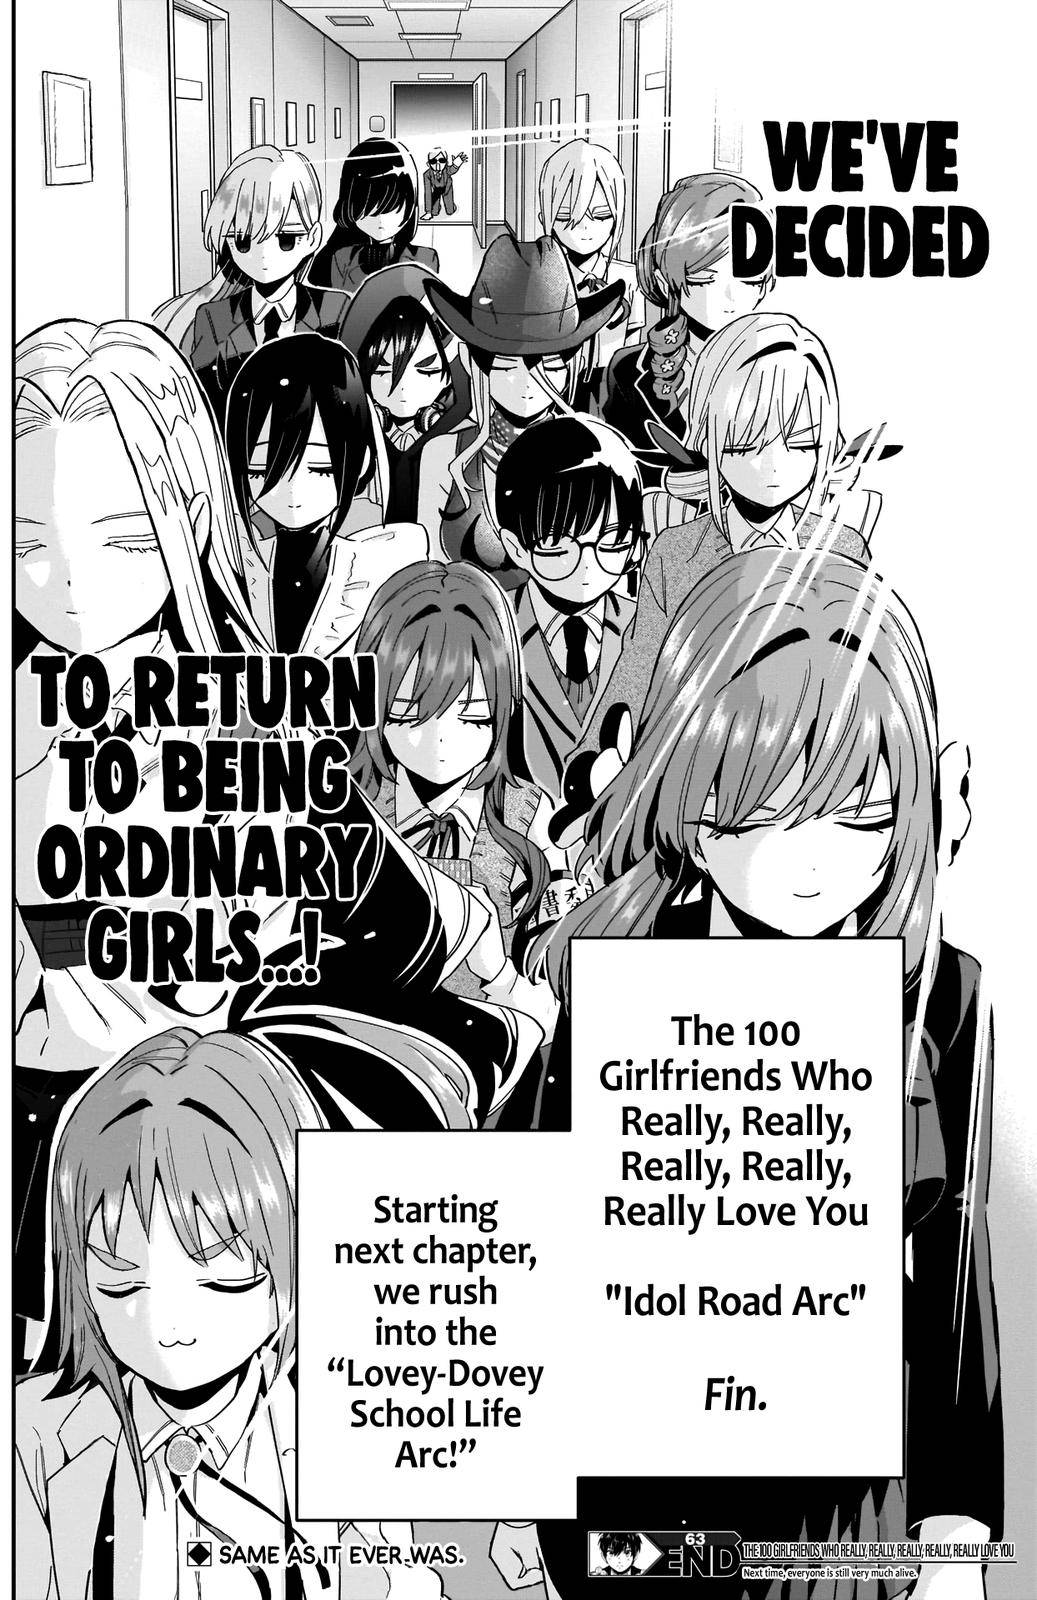 WE'VE
DECIDED
TO RETURN
TO BEING
ORDINARY
GIRLS...!
The 100
Girlfriends Who
Really, Really,
Really, Really,
Really Love You
"Idol Road Arc"
Fin.
Starting
next chapter,
we rush
into the
“Lovey-Dovey
School Life
Arc!”
SAME AS IT EVER WAS.
63
END
THE 100 GIRLFRIENDS WHO REALLY, REALLY, REALLY, REALLY, REALLY LOVE YOU
Next time, everyone is still very much alive.